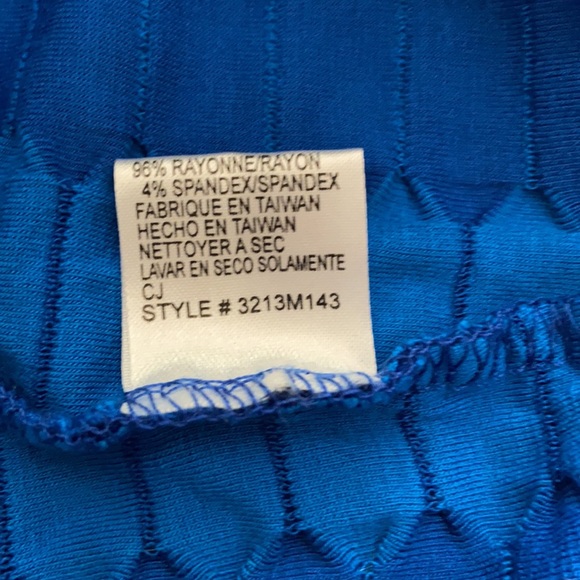 96% RAYONNE/RAYON
4% SPANDEX/SPANDEX
FABRIQUE EN TAIWAN
HECHO EN TAIWAN
NETTOYER A SEC
LAVAR EN SECO SOLAMENTE
CJ
STYLE # 3213M143